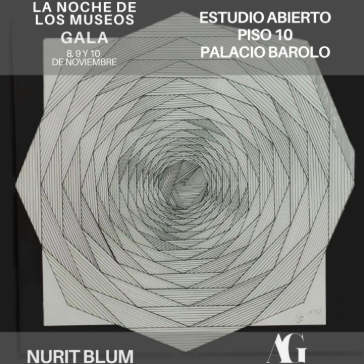 LA NOCHE DE
LOS MUSEOS
GALA
8, 9 Y 10
DE NOVIEMBRE
ESTUDIO ABIERTO
PISO 10
PALACIO BAROLO
NURIT BLUM
AG